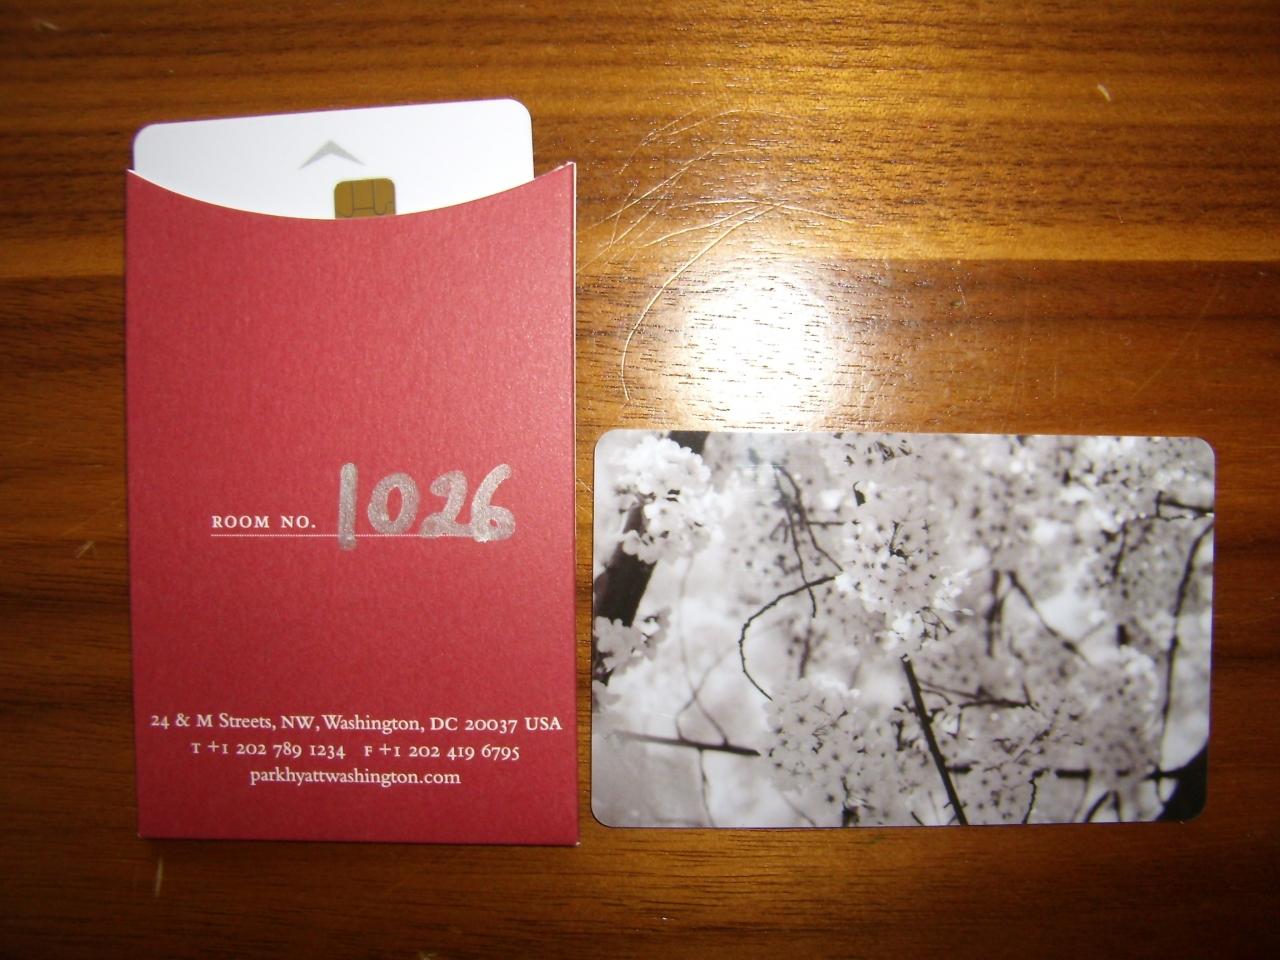 ROOM NO. 1026
24 & M Streets, NW, Washington, DC 20037 USA
T +1 202 789 1234 F +1 202 419 6795
parkhyattwashington.com